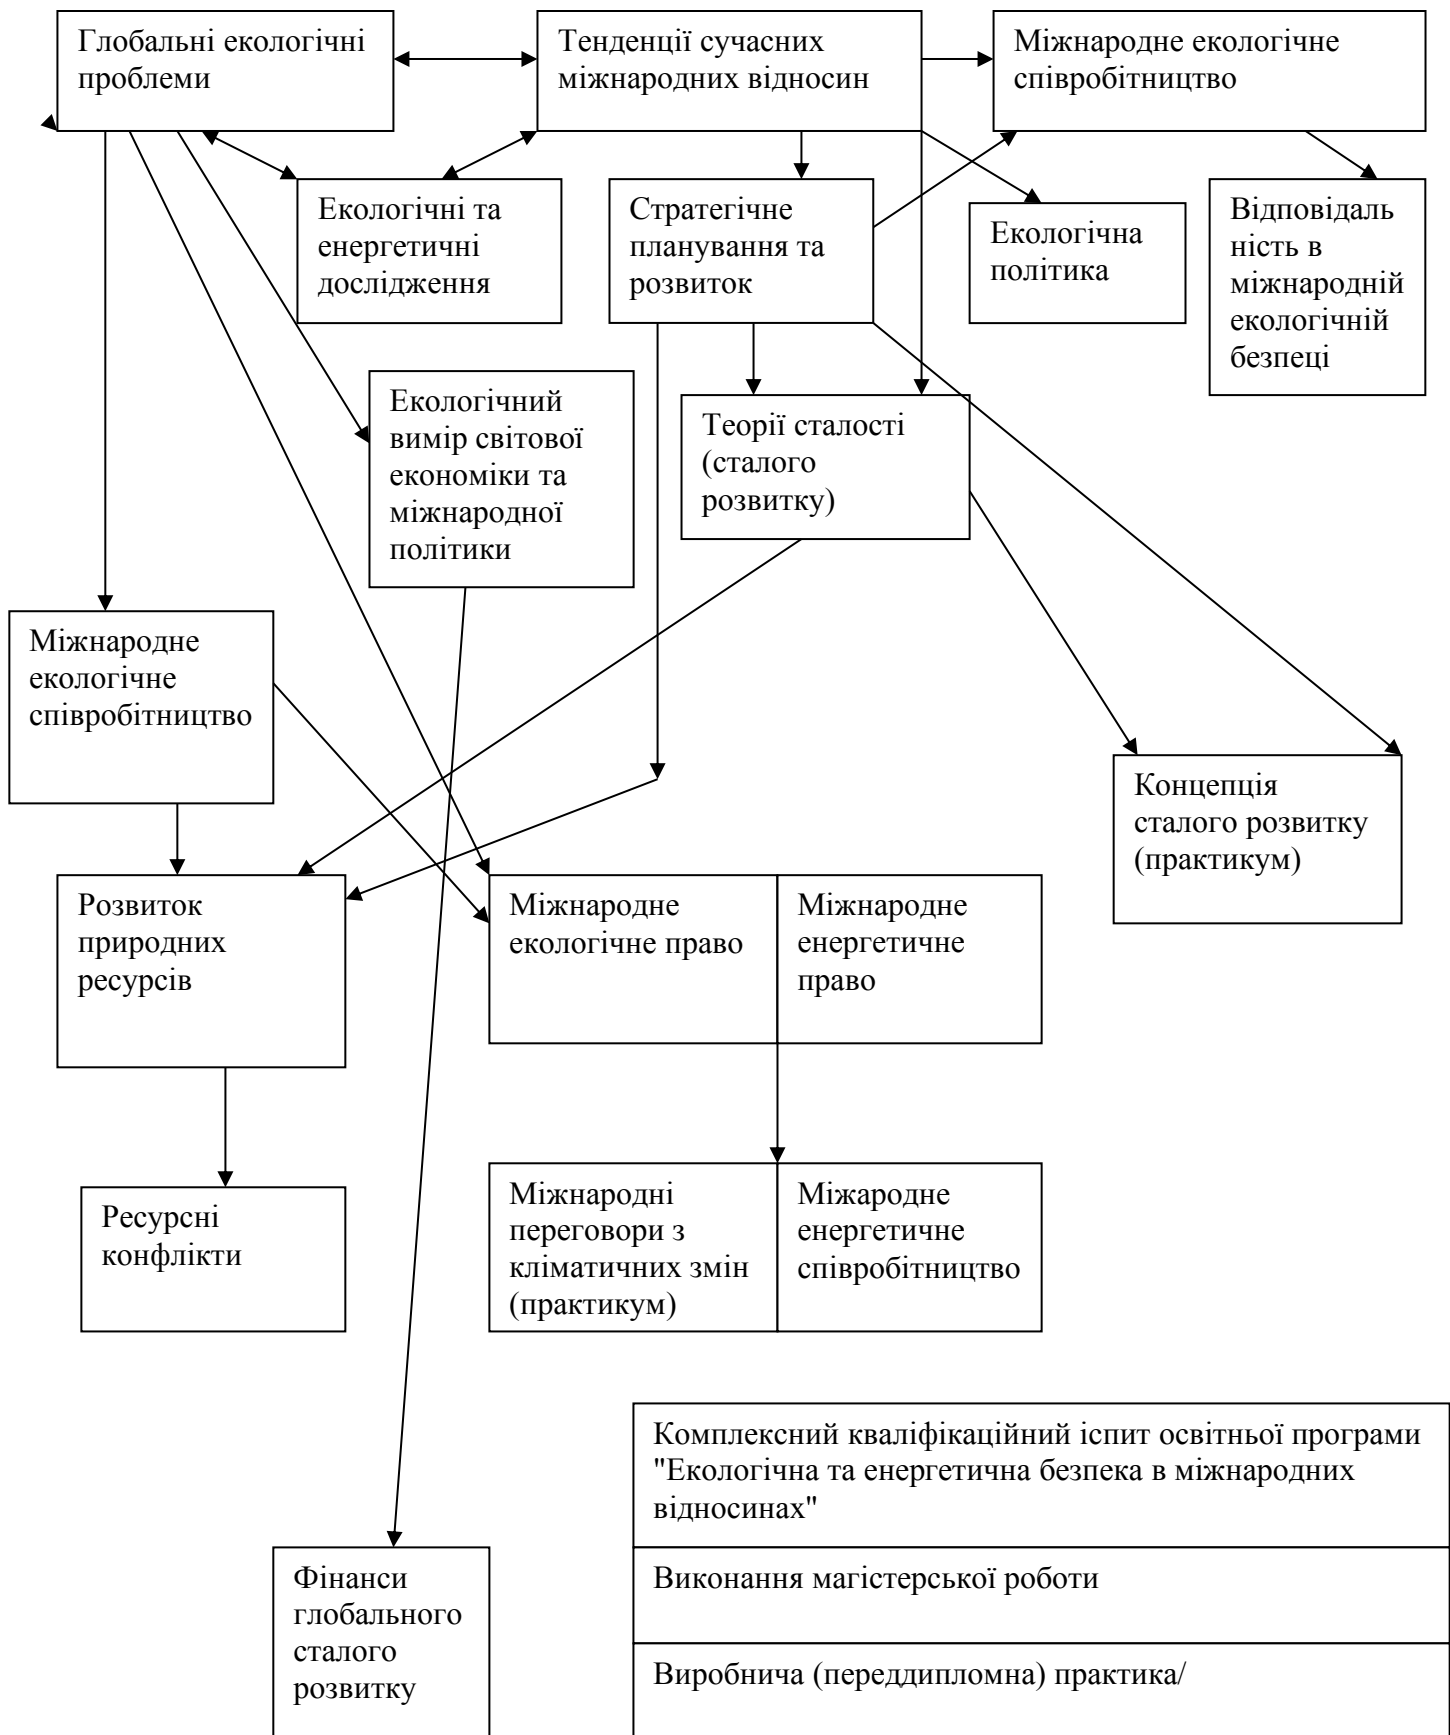 Глобальні екологічні
проблеми
Тенденції сучасних
міжнародних відносин
Міжнародне екологічне
співробітництво
Екологічні та
енергетичні
дослідження
Стратегічне
планування та
розвиток
Екологічна
політика
Відповідаль
ність в
міжнародній
екологічній
безпеці
Екологічний
вимір світової
економіки та
міжнародної
політики
Теорії сталості
(сталого
розвитку)
Міжнародне
екологічне
співробітництво
Концепція
сталого розвитку
(практикум)
Розвиток
природних
ресурсів
Міжнародне
екологічне право
Міжнародне
енергетичне
право
Ресурсні
конфлікти
Міжнародні
переговори з
кліматичних змін
(практикум)
Міжародне
енергетичне
співробітництво
Комплексний кваліфікаційний іспит освітньої програми
"Екологічна та енергетична безпека в міжнародних
відносинах"
Виконання магістерської роботи
Виробнича (переддипломна) практика/
Фінанси
глобального
сталого
розвитку